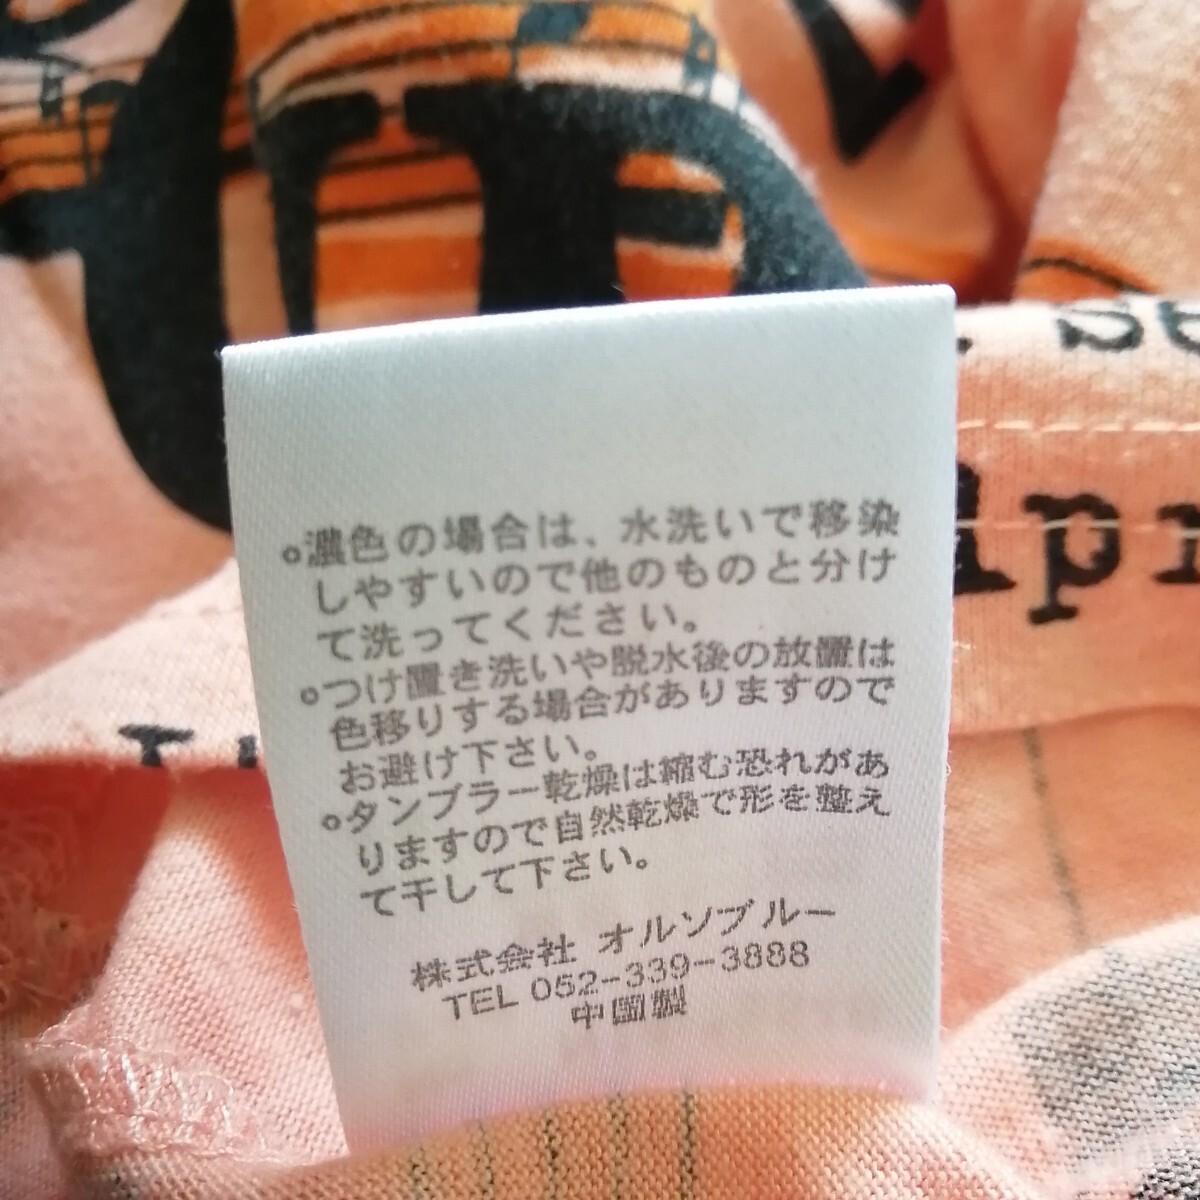 。濃色の場合は、水洗いで移染
しやすいので他のものと分け
て洗ってください。
。つけ置き洗いや脱水後の放置は
色移りする場合がありますので
お避け下さい。
。タンブラー乾燥は縮む恐れがあ
りますので自然乾燥で形を整え
て干して下さい。
株式会社 オルソブルー
TEL 052-339-3888
中国製